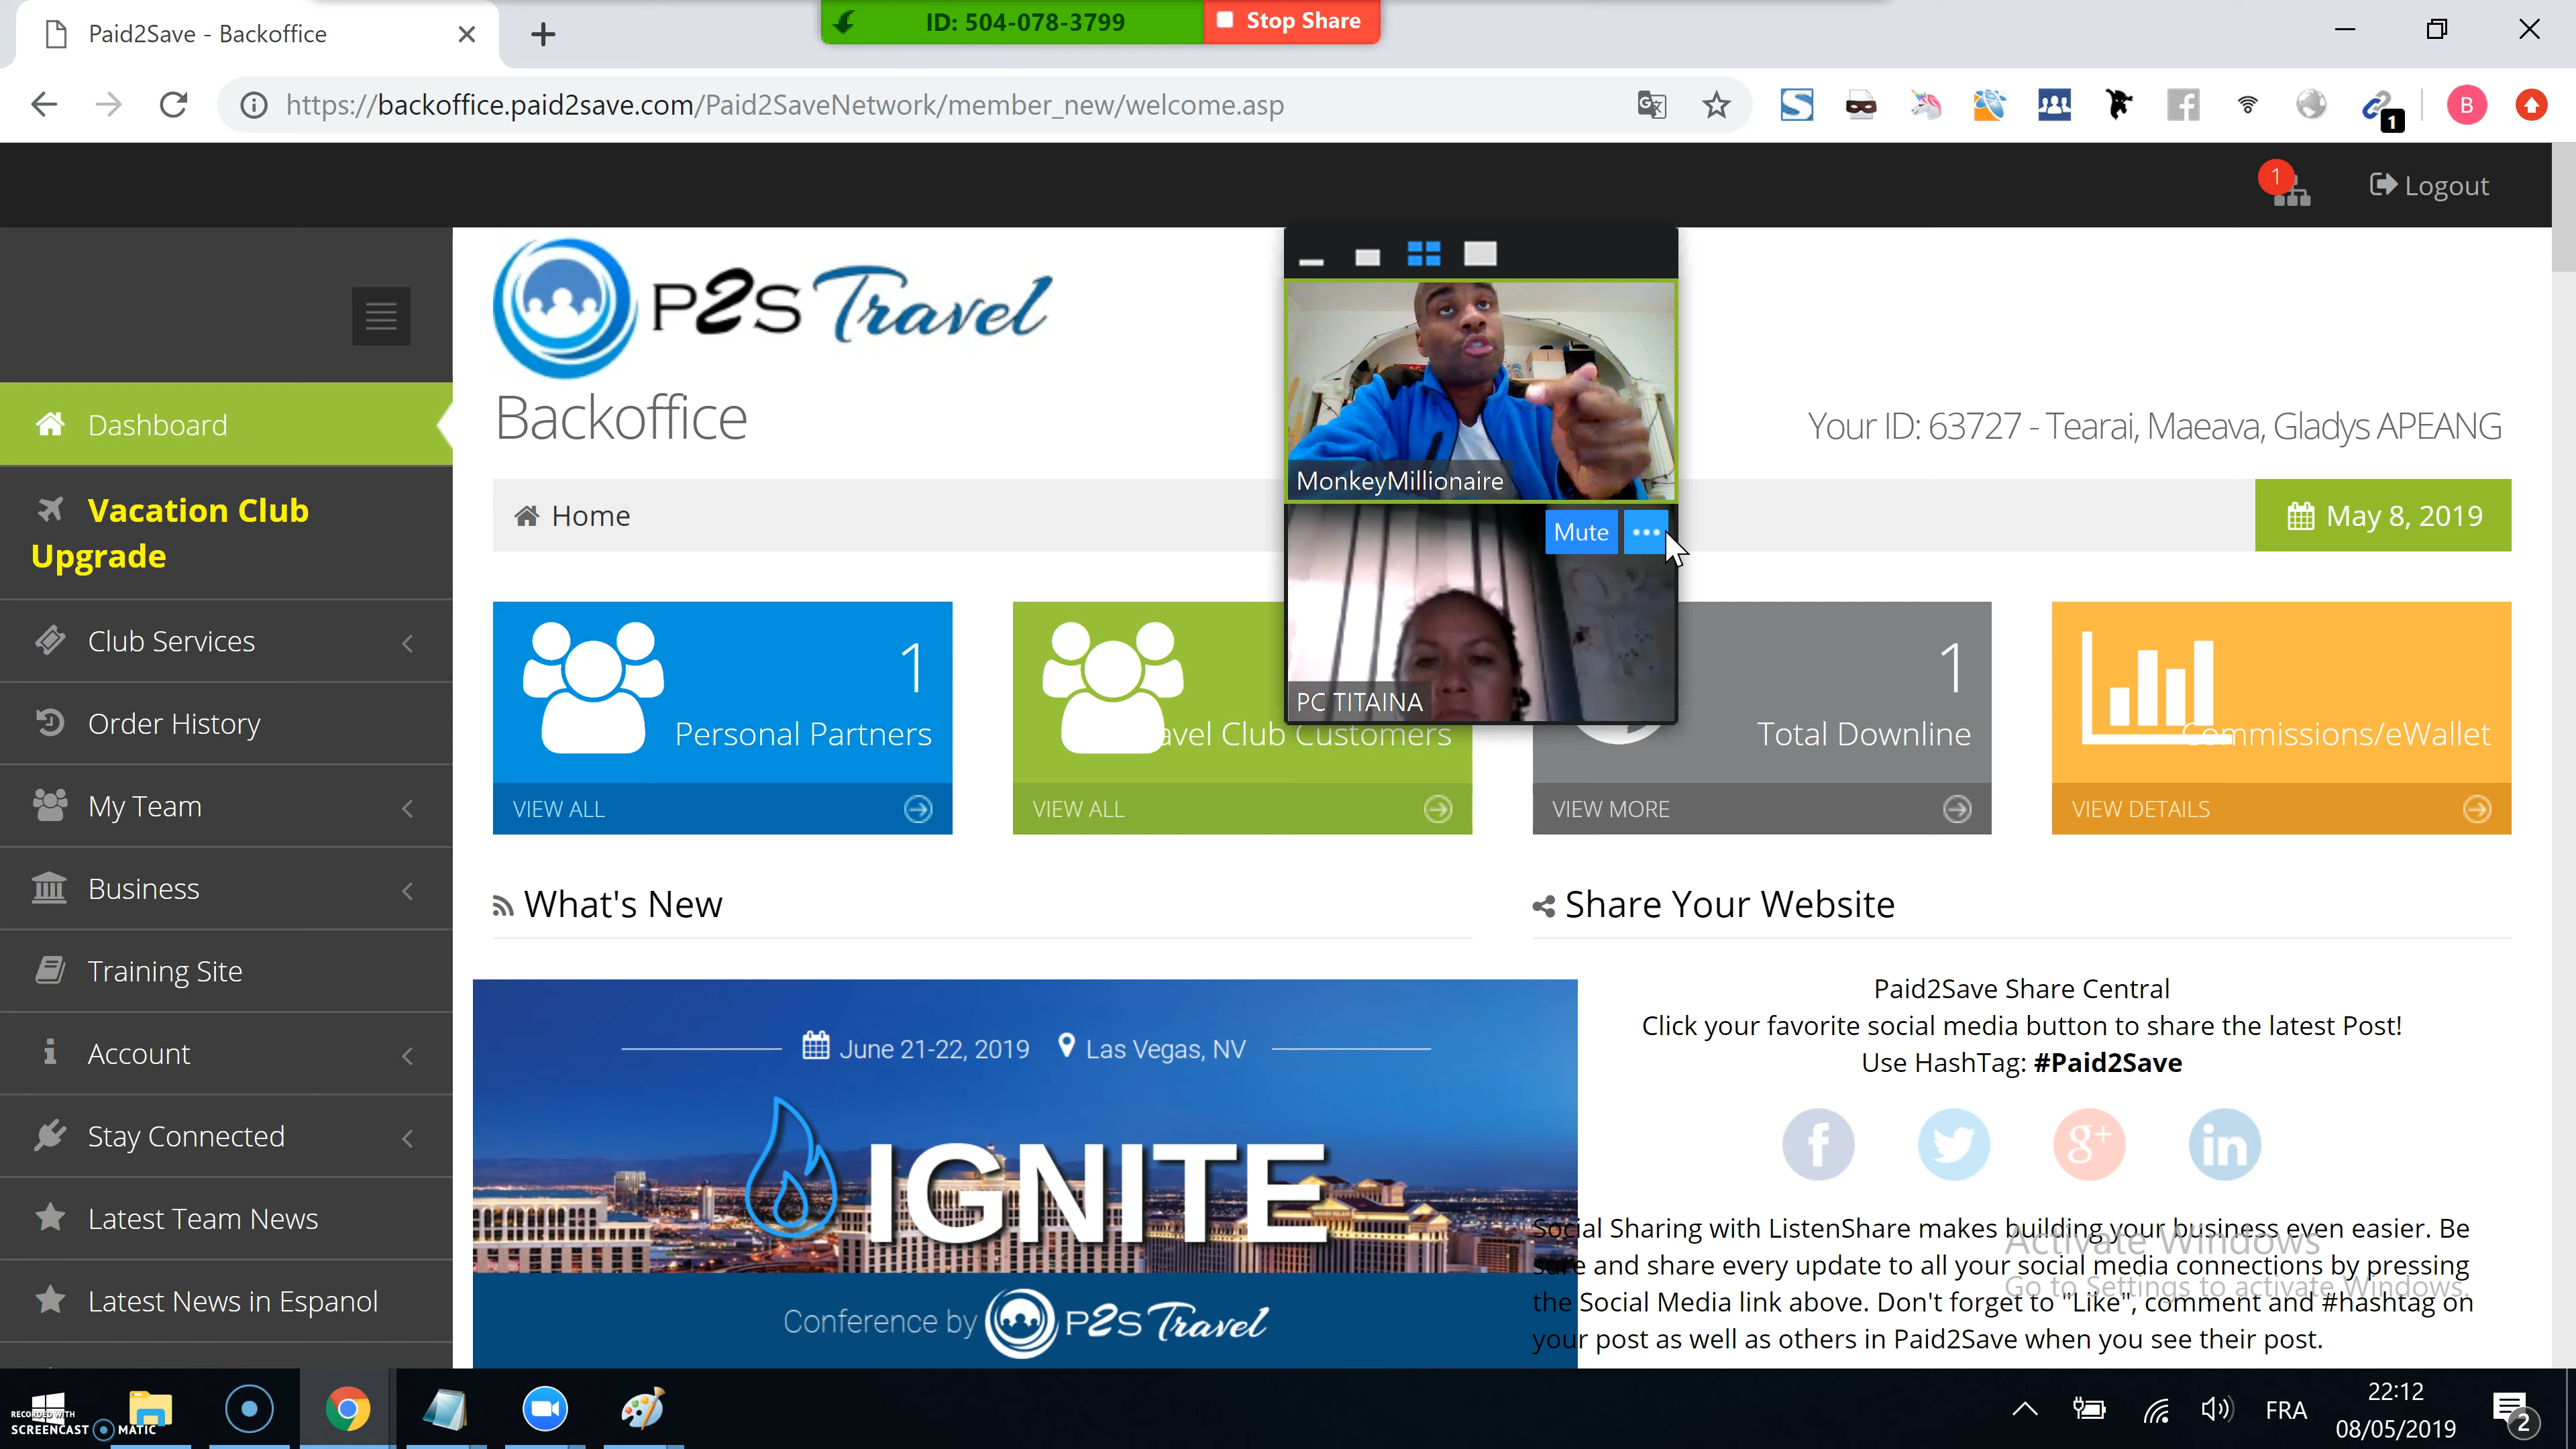 Paid2Save - Backoffice
ID: 504-078-3799
Stop Share
https://backoffice.paid2save.com/Paid2SaveNetwork/member_new/welcome.asp
1
B
1
Logout
P2S Travel
Backoffice
Your ID: 63727 - Tearai, Maeava, Gladys APEANG
Dashboard
Vacation Club
Upgrade
Club Services
Order History
My Team
Business
Training Site
Account
Stay Connected
Latest Team News
Latest News in Espanol
Home
May 8, 2019
MonkeyMillionaire
Mute
PC TITAINA
1
Personal Partners
VIEW ALL
avel Club Customers
VIEW ALL
1
Total Downline
VIEW MORE
Commissions/eWallet
VIEW DETAILS
What's New
June 21-22, 2019 Las Vegas, NV
IGNITE
Conference by P2S Travel
Share Your Website
Paid2Save Share Central
Click your favorite social media button to share the latest Post!
Use HashTag: #Paid2Save
f g+ in
Social Sharing with ListenShare makes building your business even easier. Be
sure and share every update to all your social media connections by pressing
the Social Media link above. Don't forget to "Like", comment and #hashtag on
your post as well as others in Paid2Save when you see their post.
Activate Windows
Go to Settings to activate Windows.
RECORDED WITH
SCREENCAST MATIC
FRA
22:12
08/05/2019
2